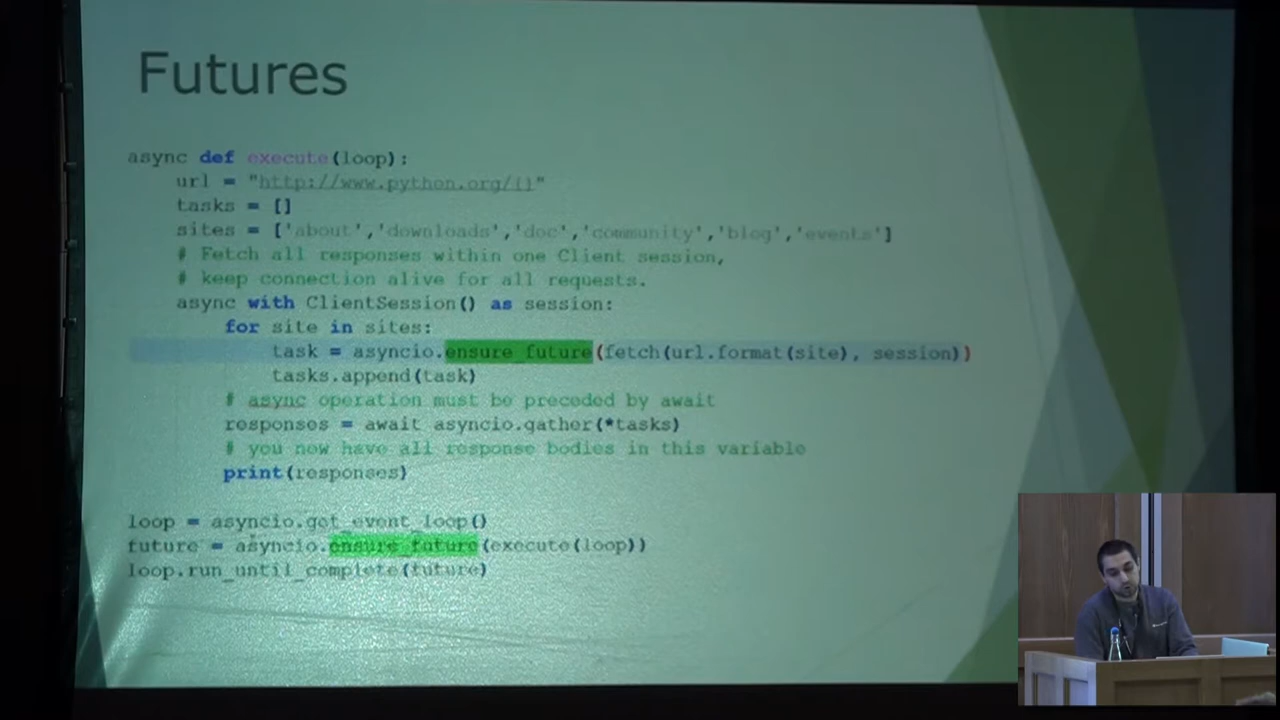 Futures
async def execute(loop):
url = "http://www.python.org/{}"
tasks = []
sites = ['about','downloads','doc','community','blog','events']
# Fetch all responses within one Client session,
# keep connection alive for all requests.
async with ClientSession() as session:
for site in sites:
task = asyncio.ensure_future(fetch(url.format(site), session))
tasks.append(task)
# async operation must be preceded by await
responses = await asyncio.gather(*tasks)
# you now have all response bodies in this variable
print(responses)
loop = asyncio.get_event_loop()
future = asyncio.ensure_future(execute(loop))
loop.run_until_complete(future)